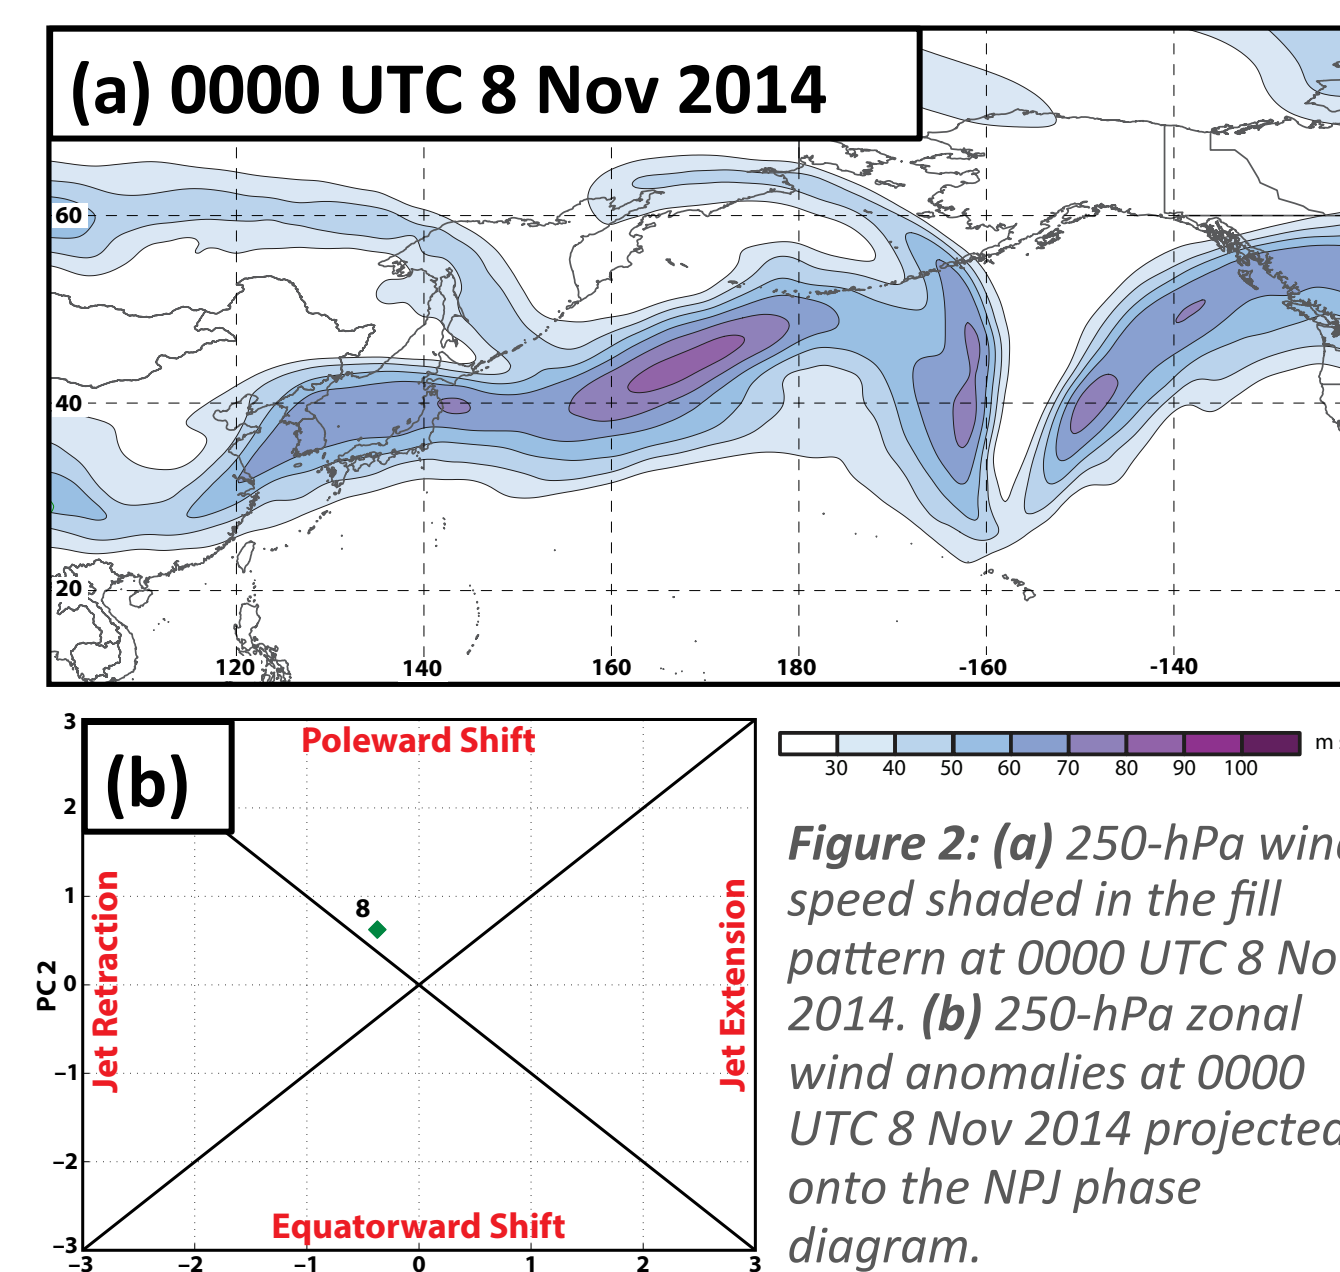 (a) 0000 UTC 8 Nov 2014
60
40
20
120 140 160 180 -160 -140
3
2
1
0
−1
−2
−3
PC 2
(b)
Poleward Shift
Jet Retraction
Jet Extension
Equatorward Shift
8
−3 −2 −1 0 1 2 3
30 40 50 60 70 80 90 100
m
Figure 2: (a) 250-hPa
speed shaded in the fill
pattern at 0000 UTC 8
2014. (b) 250-hPa zonal
wind anomalies at 0000
UTC 8 Nov 2014 projected
onto the NPJ phase
diagram.